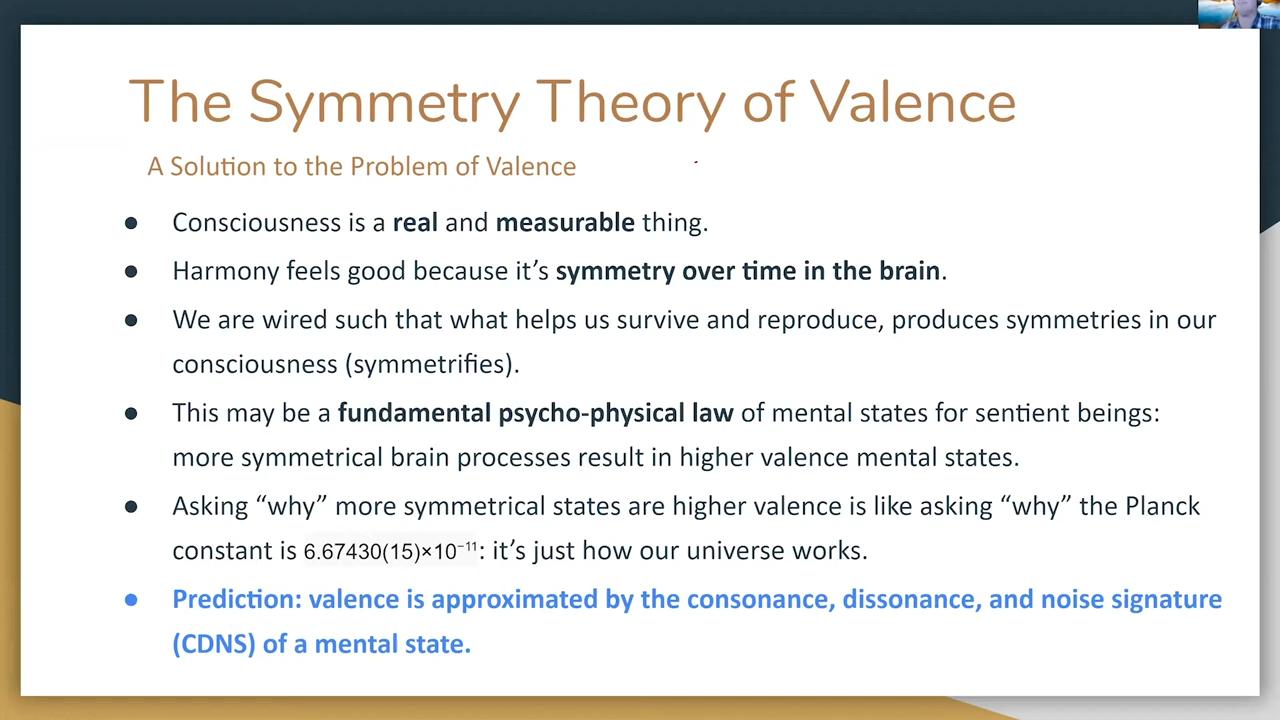 The Symmetry Theory of Valence
A Solution to the Problem of Valence
● Consciousness is a real and measurable thing.
● Harmony feels good because it’s symmetry over time in the brain.
● We are wired such that what helps us survive and reproduce, produces symmetries in our
consciousness (symmetrifies).
● This may be a fundamental psycho-physical law of mental states for sentient beings:
more symmetrical brain processes result in higher valence mental states.
● Asking “why” more symmetrical states are higher valence is like asking “why” the Planck
constant is 6.67430(15)×10⁻¹¹: it’s just how our universe works.
● Prediction: valence is approximated by the consonance, dissonance, and noise signature
(CDNS) of a mental state.